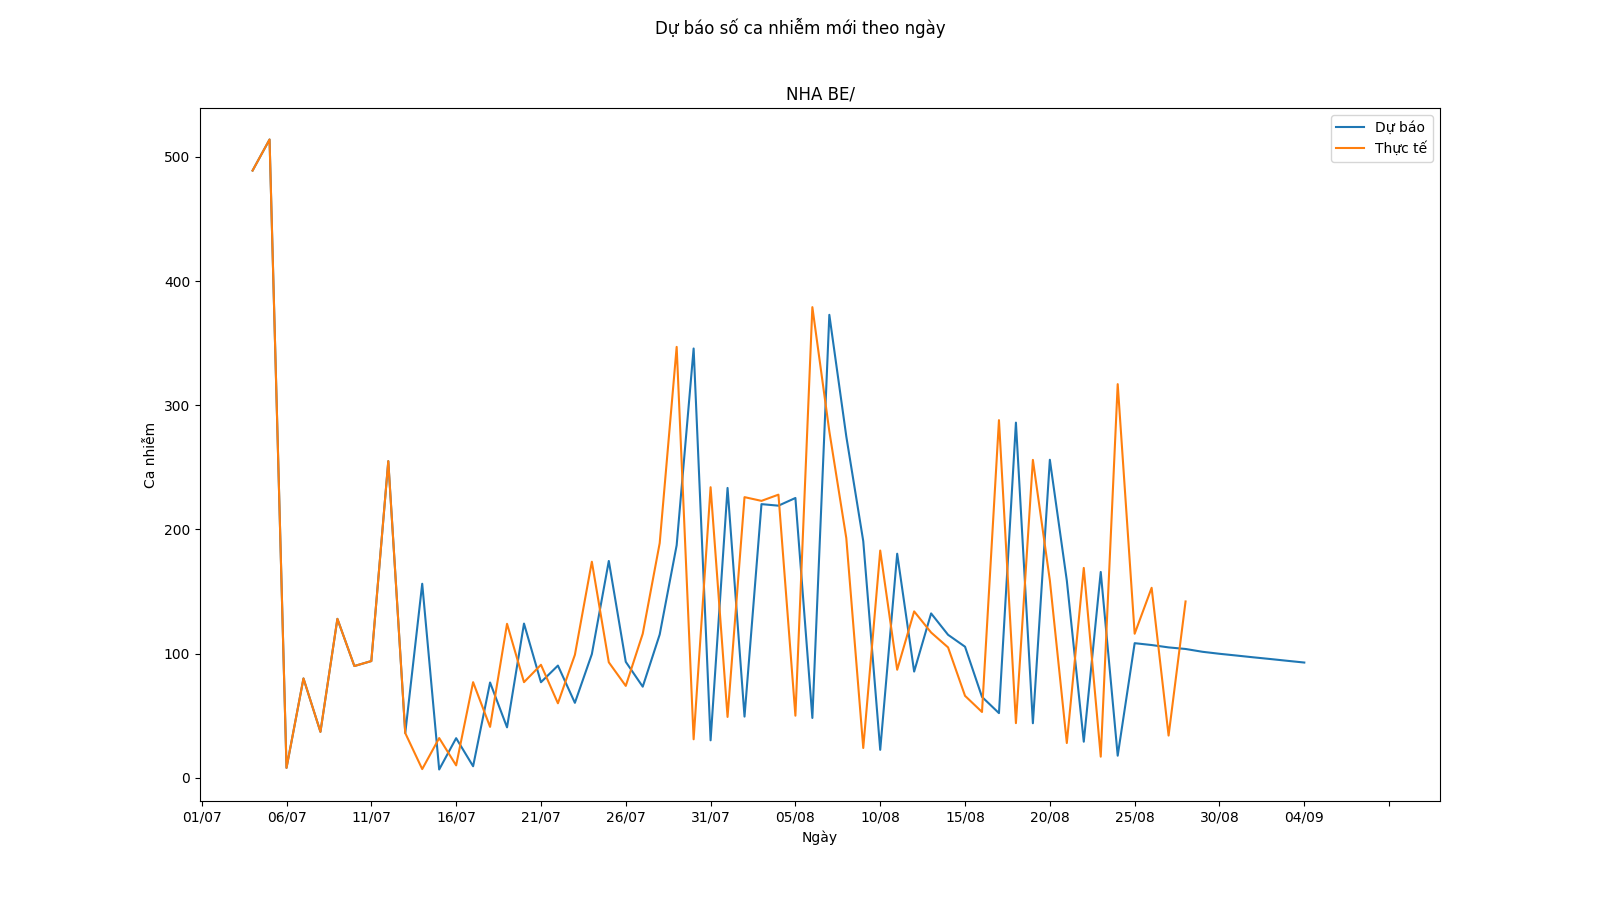 Dự báo số ca nhiễm mới theo ngày
NHA BE/
Dự báo
Thực tế
500
400
300
200
100
0
Ca nhiễm
01/07 06/07 11/07 16/07 21/07 26/07 31/07 05/08 10/08 15/08 20/08 25/08 30/08 04/09
Ngày